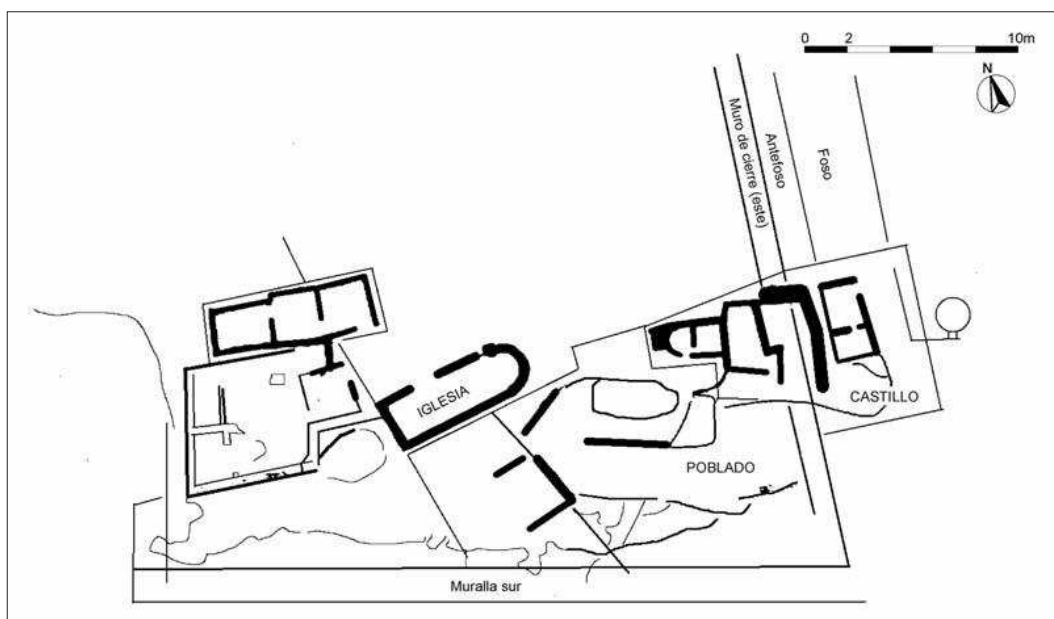 0 2 10m
N
Muro de cierre (este)
Antefoso
Foso
IGLESIA
CASTILLO
POBLADO
Muralla sur